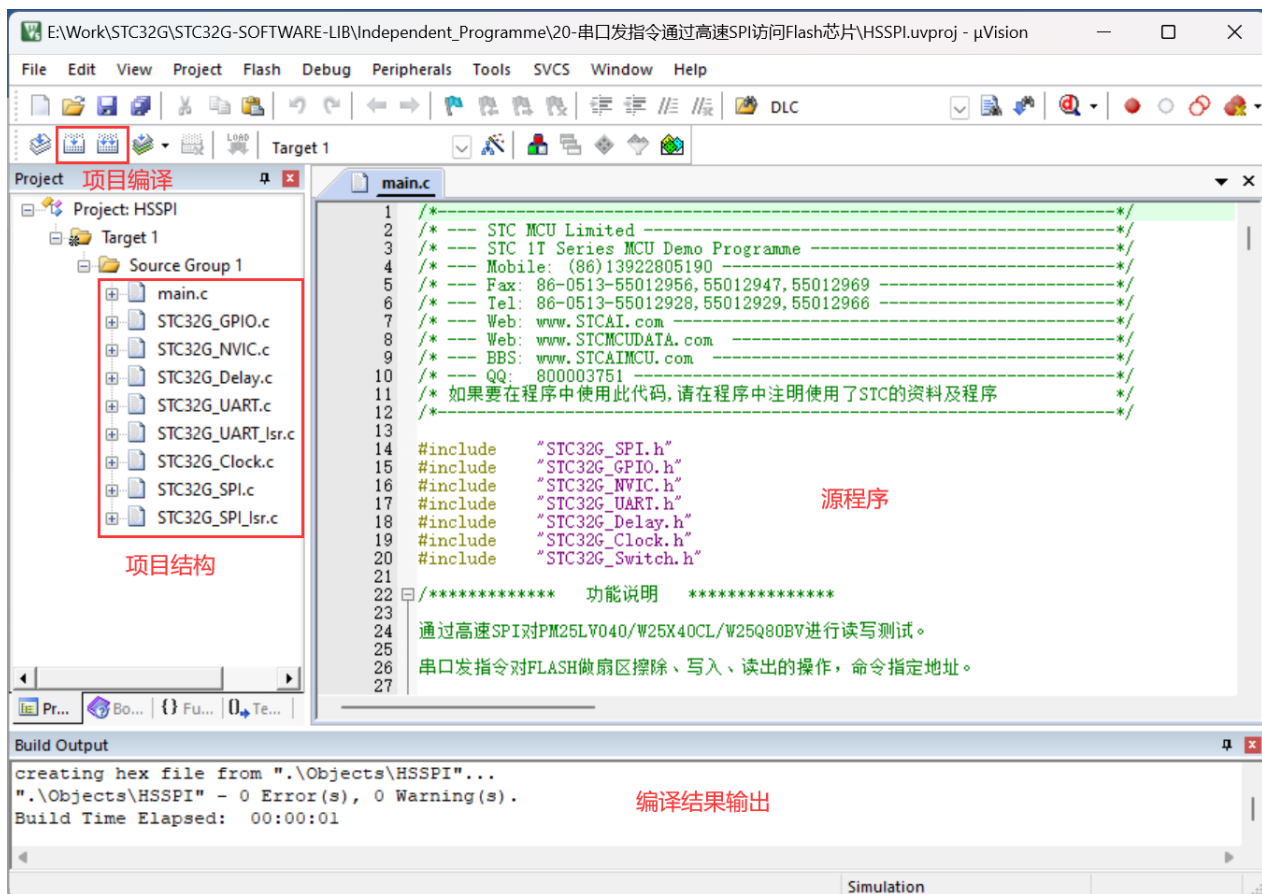 E:\Work\STC32G\STC32G-SOFTWARE-LIB\Independent_Programme\20-串口发指令通过高速SPI访问Flash芯片\HSSPI.uvproj - µVision
File Edit View Project Flash Debug Peripherals Tools SVCS Window Help
DLC
LOAD
Target 1
Project 项目编译
main.c
Project: HSSPI
Target 1
Source Group 1
main.c
STC32G_GPIO.c
STC32G_NVIC.c
STC32G_Delay.c
STC32G_UART.c
STC32G_UART_Isr.c
STC32G_Clock.c
STC32G_SPI.c
STC32G_SPI_Isr.c
项目结构
1 /*---------------------------------------------------------------------*/
2 /* --- STC MCU Limited ------------------------------------------------*/
3 /* --- STC 1T Series MCU Demo Programme -------------------------------*/
4 /* --- Mobile: (86)13922805190 ----------------------------------------*/
5 /* --- Fax: 86-0513-55012956,55012947,55012969 ------------------------*/
6 /* --- Tel: 86-0513-55012928,55012929,55012966 ------------------------*/
7 /* --- Web: www.STCAI.com ---------------------------------------------*/
8 /* --- Web: www.STCMCUDATA.com  ---------------------------------------*/
9 /* --- BBS: www.STCAIMCU.com  -----------------------------------------*/
10 /* --- QQ:  800003751 -------------------------------------------------*/
11 /* 如果要在程序中使用此代码,请在程序中注明使用了STC的资料及程序            */
12 /*---------------------------------------------------------------------*/
13
14 #include "STC32G_SPI.h"
15 #include "STC32G_GPIO.h"
16 #include "STC32G_NVIC.h"
17 #include "STC32G_UART.h"
18 #include "STC32G_Delay.h"
19 #include "STC32G_Clock.h"
20 #include "STC32G_Switch.h"
源程序
21
22 /************* 功能说明 ***************
23
24 通过高速SPI对PM25LV040/W25X40CL/W25Q80BV进行读写测试。
25
26 串口发指令对FLASH做扇区擦除、写入、读出的操作，命令指定地址。
27
Pr... Bo... {} Fu... Te...
Build Output
creating hex file from ".\Objects\HSSPI"...
".\Objects\HSSPI" - 0 Error(s), 0 Warning(s).
Build Time Elapsed:  00:00:01
编译结果输出
Simulation